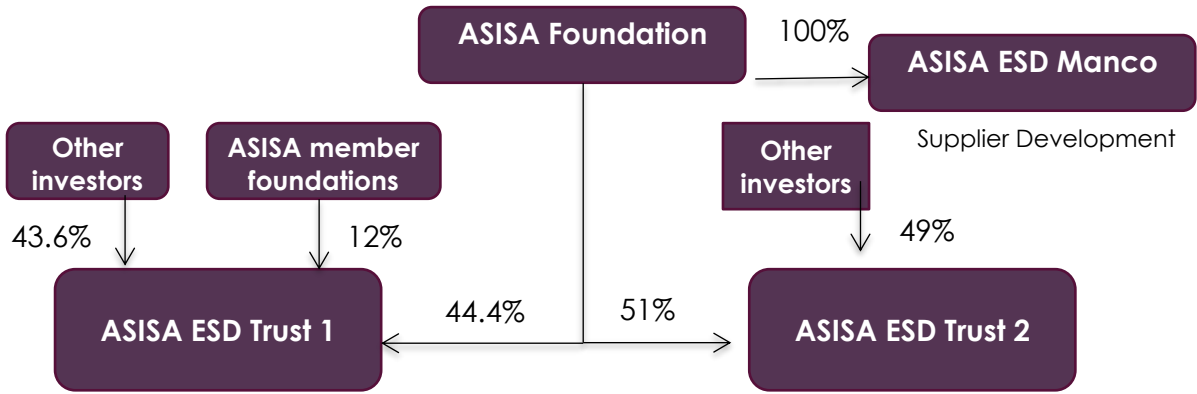 ASISA Foundation
100%
ASISA ESD Manco
Supplier Development
Other
investors
ASISA member
foundations
Other
investors
43.6%
12%
49%
44.4%
51%
ASISA ESD Trust 1
ASISA ESD Trust 2